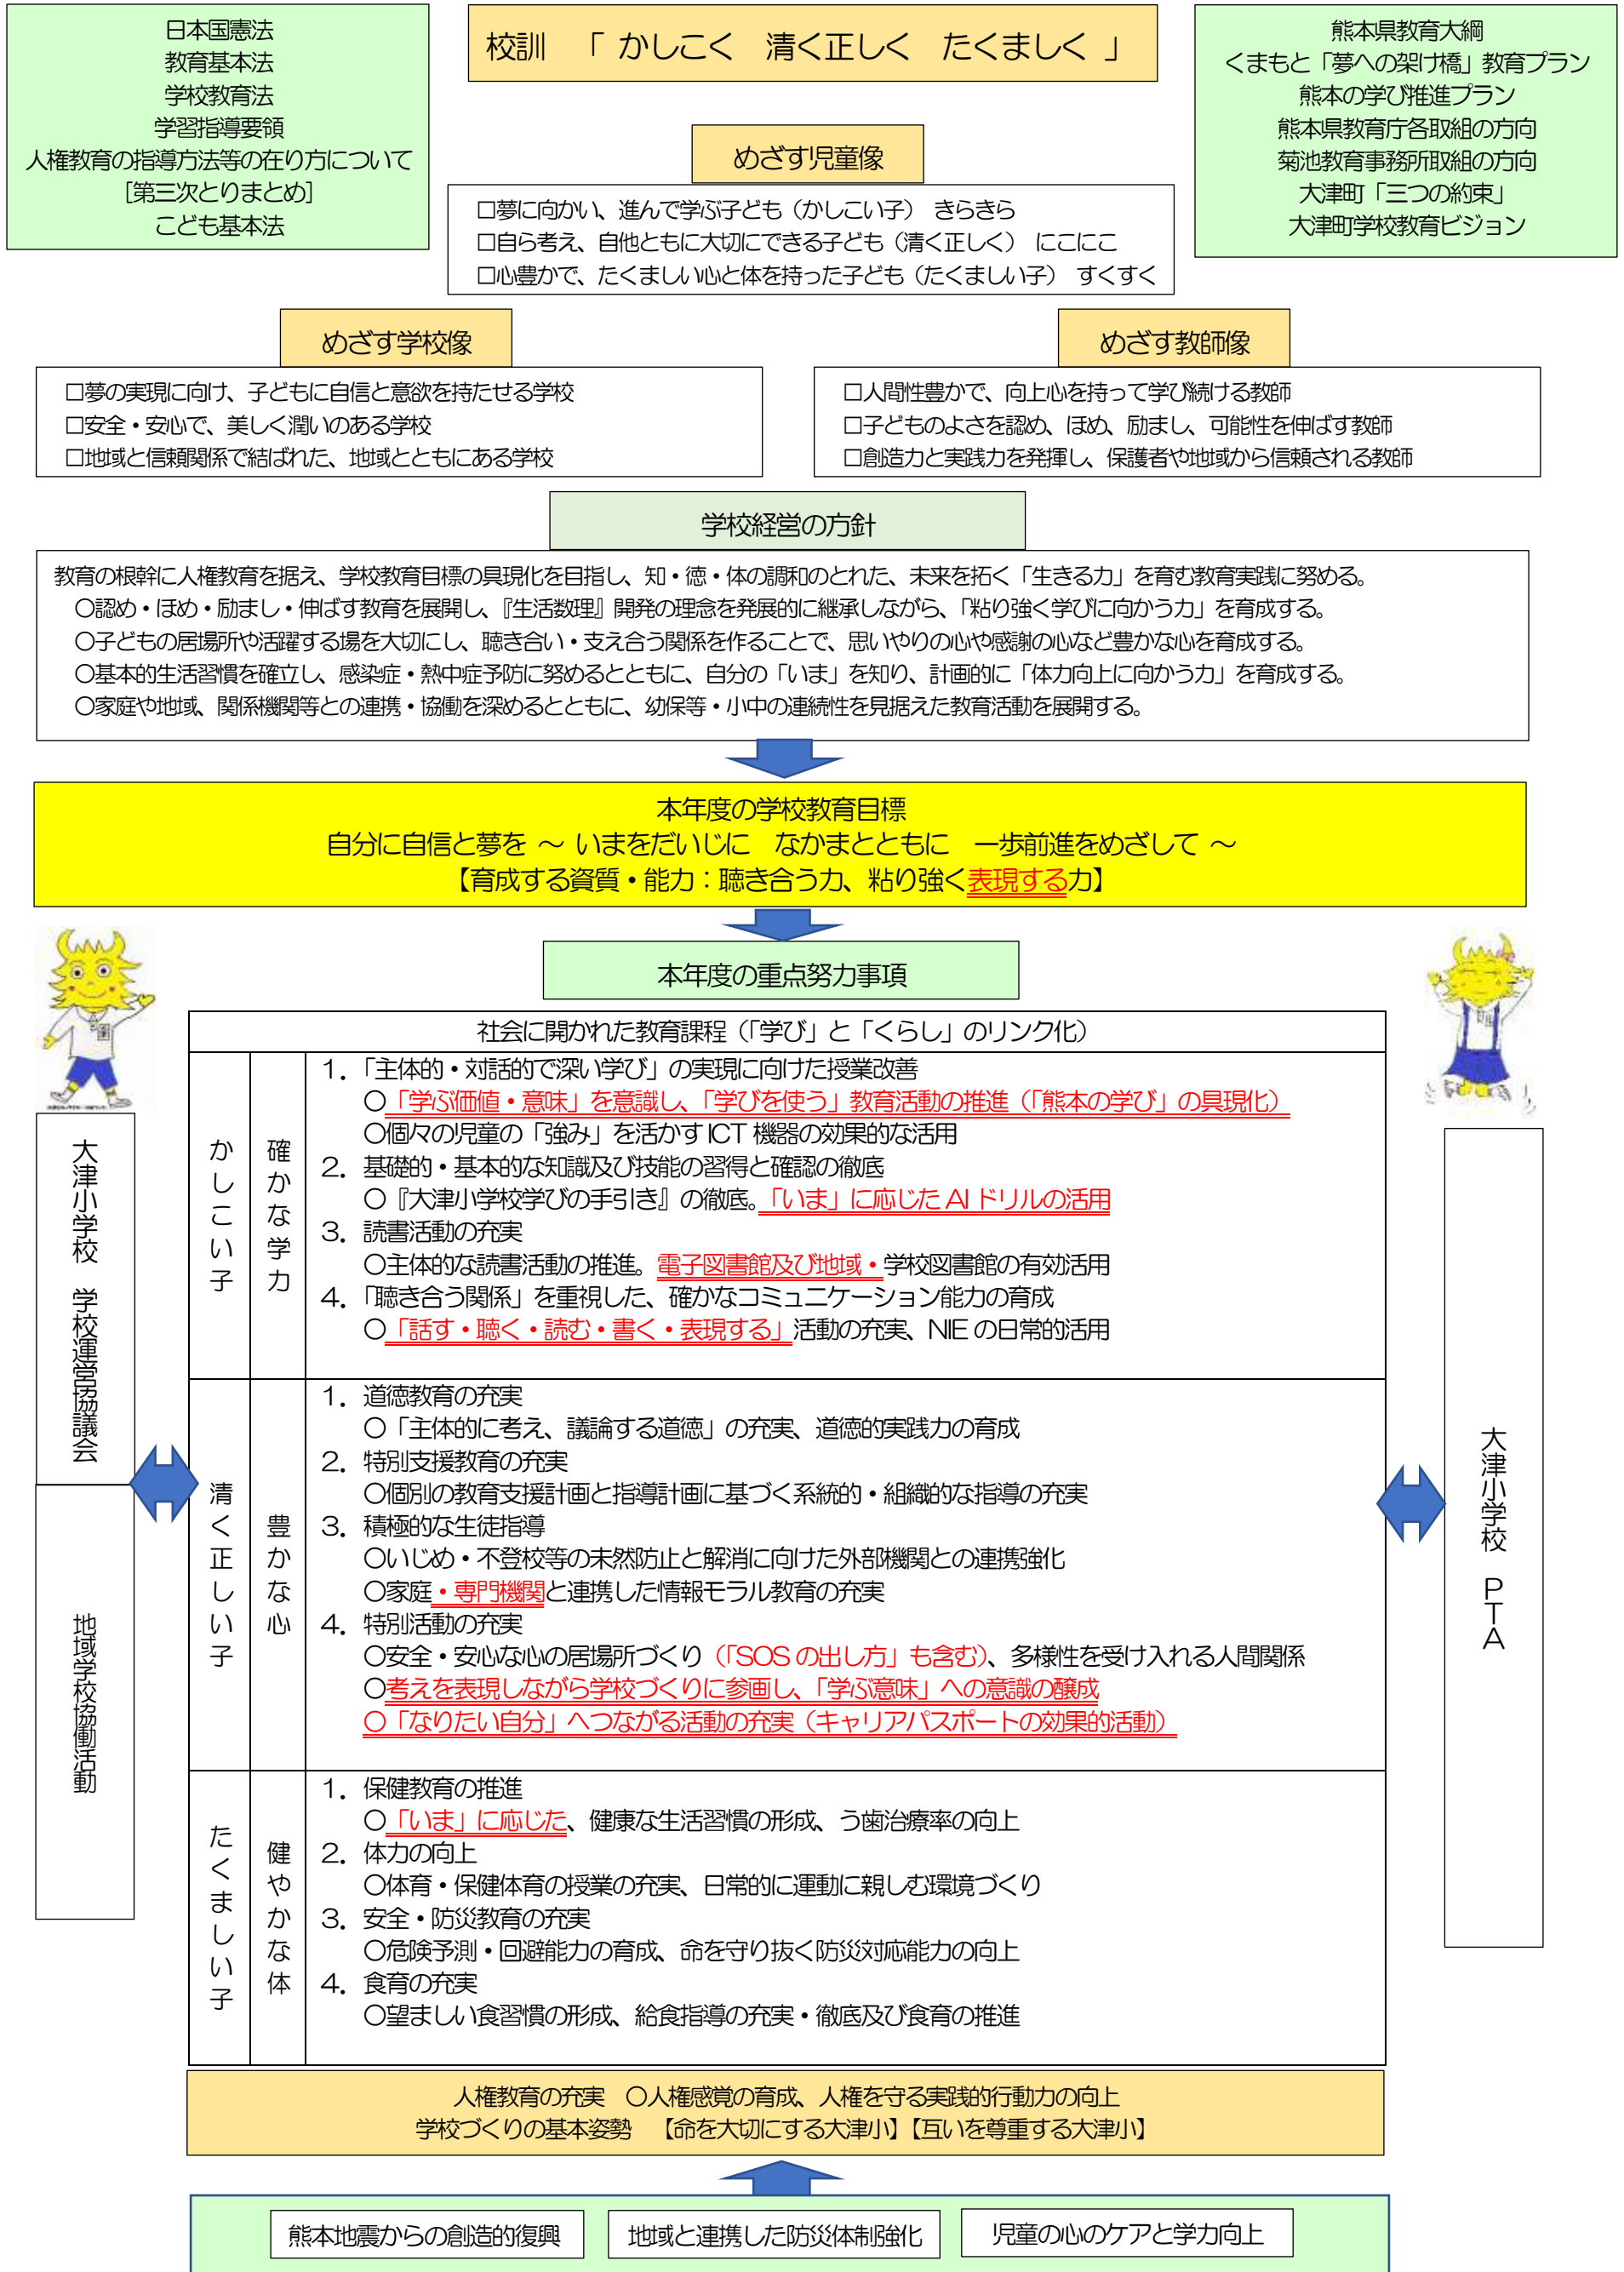 日本国憲法
教育基本法
学校教育法
学習指導要領
人権教育の指導方法等の在り方について
［第三次とりまとめ］
こども基本法
校訓　「 かしこく　清く正しく　たくましく 」
熊本県教育大綱
くまもと「夢への架け橋」教育プラン
熊本の学び推進プラン
熊本県教育庁各取組の方向
菊池教育事務所取組の方向
大津町「三つの約束」
大津町学校教育ビジョン
めざす児童像
□夢に向かい、進んで学ぶ子ども（かしこい子）　きらきら
□自ら考え、自他ともに大切にできる子ども（清く正しく）　にこにこ
□心豊かで、たくましい心と体を持った子ども（たくましい子）　すくすく
めざす学校像
□夢の実現に向け、子どもに自信と意欲を持たせる学校
□安全・安心で、美しく潤いのある学校
□地域と信頼関係で結ばれた、地域とともにある学校
めざす教師像
□人間性豊かで、向上心を持って学び続ける教師
□子どものよさを認め、ほめ、励まし、可能性を伸ばす教師
□創造力と実践力を発揮し、保護者や地域から信頼される教師
学校経営の方針
教育の根幹に人権教育を据え、学校教育目標の具現化を目指し、知・徳・体の調和のとれた、未来を拓く「生きる力」を育む教育実践に努める。
○認め・ほめ・励まし・伸ばす教育を展開し、『生活数理』開発の理念を発展的に継承しながら、「粘り強く学びに向かう力」を育成する。
○子どもの居場所や活躍する場を大切にし、聴き合い・支え合う関係を作ることで、思いやりの心や感謝の心など豊かな心を育成する。
○基本的生活習慣を確立し、感染症・熱中症予防に努めるとともに、自分の「いま」を知り、計画的に「体力向上に向かう力」を育成する。
○家庭や地域、関係機関等との連携・協働を深めるとともに、幼保等・小中の連続性を見据えた教育活動を展開する。
本年度の学校教育目標
自分に自信と夢を ～ いまをだいじに　なかまとともに　一歩前進をめざして ～
【育成する資質・能力：聴き合う力、粘り強く表現する力】
本年度の重点努力事項
社会に開かれた教育課程（「学び」と「くらし」のリンク化）
かしこい子
確かな学力
１．「主体的・対話的で深い学び」の実現に向けた授業改善
○「学ぶ価値・意味」を意識し、「学びを使う」教育活動の推進（「熊本の学び」の具現化）
○個々の児童の「強み」を活かすICT 機器の効果的な活用
２．基礎的・基本的な知識及び技能の習得と確認の徹底
○『大津小学校学びの手引き』の徹底。「いま」に応じた AI ドリルの活用
３．読書活動の充実
○主体的な読書活動の推進。電子図書館及び地域・学校図書館の有効活用
４．「聴き合う関係」を重視した、確かなコミュニケーション能力の育成
○「話す・聴く・読む・書く・表現する」活動の充実、NIE の日常的活用
清く正しい子
豊かな心
１．道徳教育の充実
○「主体的に考え、議論する道徳」の充実、道徳的実践力の育成
２．特別支援教育の充実
○個別の教育支援計画と指導計画に基づく系統的・組織的な指導の充実
３．積極的な生徒指導
○いじめ・不登校等の未然防止と解消に向けた外部機関との連携強化
○家庭・専門機関と連携した情報モラル教育の充実
４．特別活動の充実
○安全・安心な心の居場所づくり（「SOS の出し方」も含む）、多様性を受け入れる人間関係
○考えを表現しながら学校づくりに参画し、「学ぶ意味」への意識の醸成
○「なりたい自分」へつながる活動の充実（キャリアパスポートの効果的活動）
たくましい子
健やかな体
１．保健教育の推進
○「いま」に応じた、健康な生活習慣の形成、う歯治療率の向上
２．体力の向上
○体育・保健体育の授業の充実、日常的に運動に親しむ環境づくり
３．安全・防災教育の充実
○危険予測・回避能力の育成、命を守り抜く防災対応能力の向上
４．食育の充実
○望ましい食習慣の形成、給食指導の充実・徹底及び食育の推進
大津小学校　学校運営協議会
地域学校協働活動
大津小学校　ＰＴＡ
人権教育の充実　○人権感覚の育成、人権を守る実践的行動力の向上
学校づくりの基本姿勢　【命を大切にする大津小】【互いを尊重する大津小】
熊本地震からの創造的復興
地域と連携した防災体制強化
児童の心のケアと学力向上